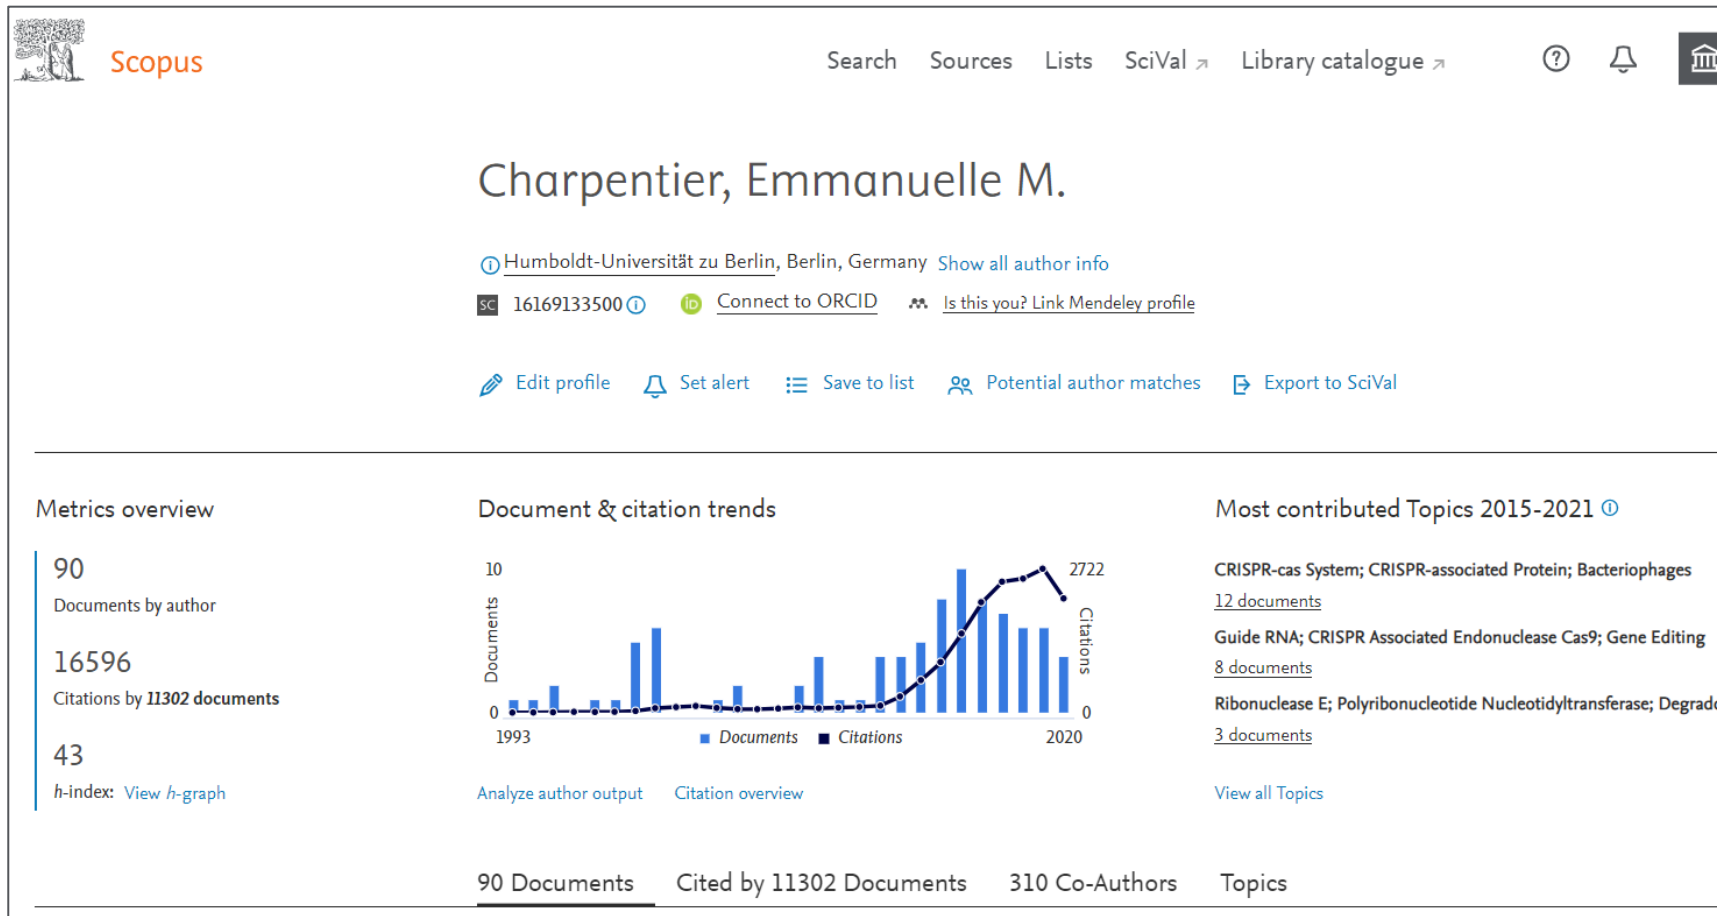 Scopus
Search Sources Lists SciVal Library catalogue
Charpentier, Emmanuelle M.
Humboldt-Universität zu Berlin, Berlin, Germany Show all author info
SC 16169133500 iD Connect to ORCID Is this you? Link Mendeley profile
Edit profile Set alert Save to list Potential author matches Export to SciVal
Metrics overview
90
Documents by author
16596
Citations by 11302 documents
43
h-index: View h-graph
Document & citation trends
10
2722
Documents
Citations
0
0
1993
Documents Citations
2020
Analyze author output Citation overview
Most contributed Topics 2015-2021
CRISPR-cas System; CRISPR-associated Protein; Bacteriophages
12 documents
Guide RNA; CRISPR Associated Endonuclease Cas9; Gene Editing
8 documents
Ribonuclease E; Polyribonucleotide Nucleotidyltransferase; Degrado
3 documents
View all Topics
90 Documents Cited by 11302 Documents 310 Co-Authors Topics